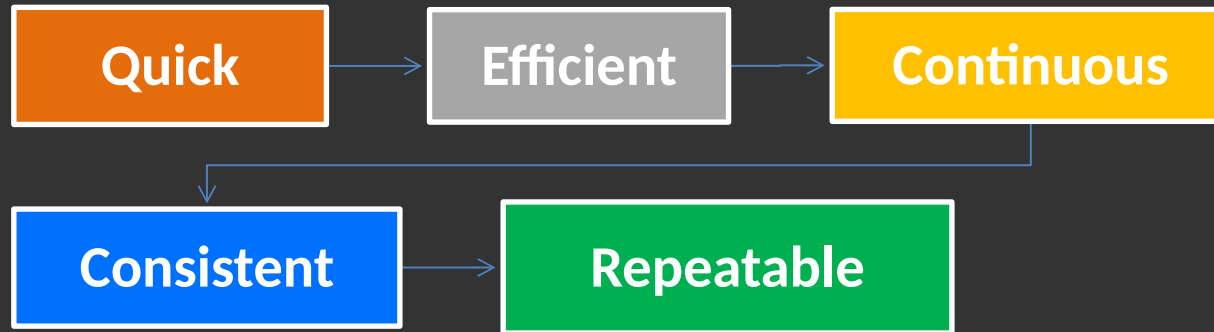 Quick
Efficient
Continuous
Consistent
Repeatable